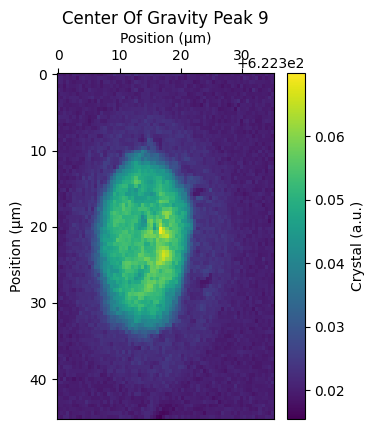 Center Of Gravity Peak 9
Position (μm)
0 10 20 30
+6.223e2
0
10
20
30
40
Position (μm)
0.06
0.05
0.04
0.03
0.02
Crystal (a.u.)